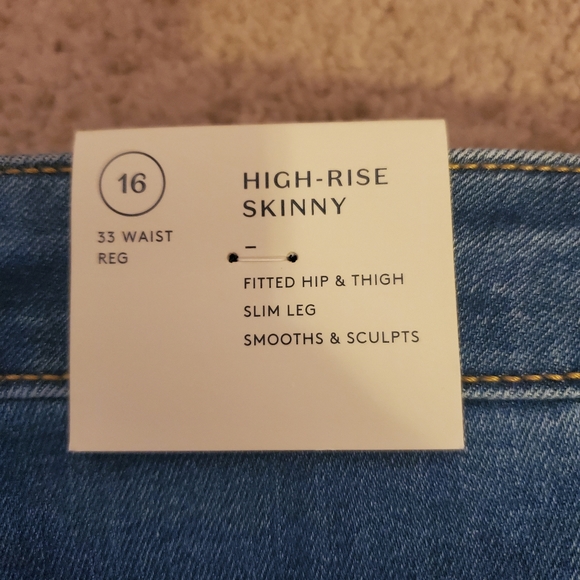 16
33 WAIST
REG
HIGH-RISE
SKINNY
–
FITTED HIP & THIGH
SLIM LEG
SMOOTHS & SCULPTS